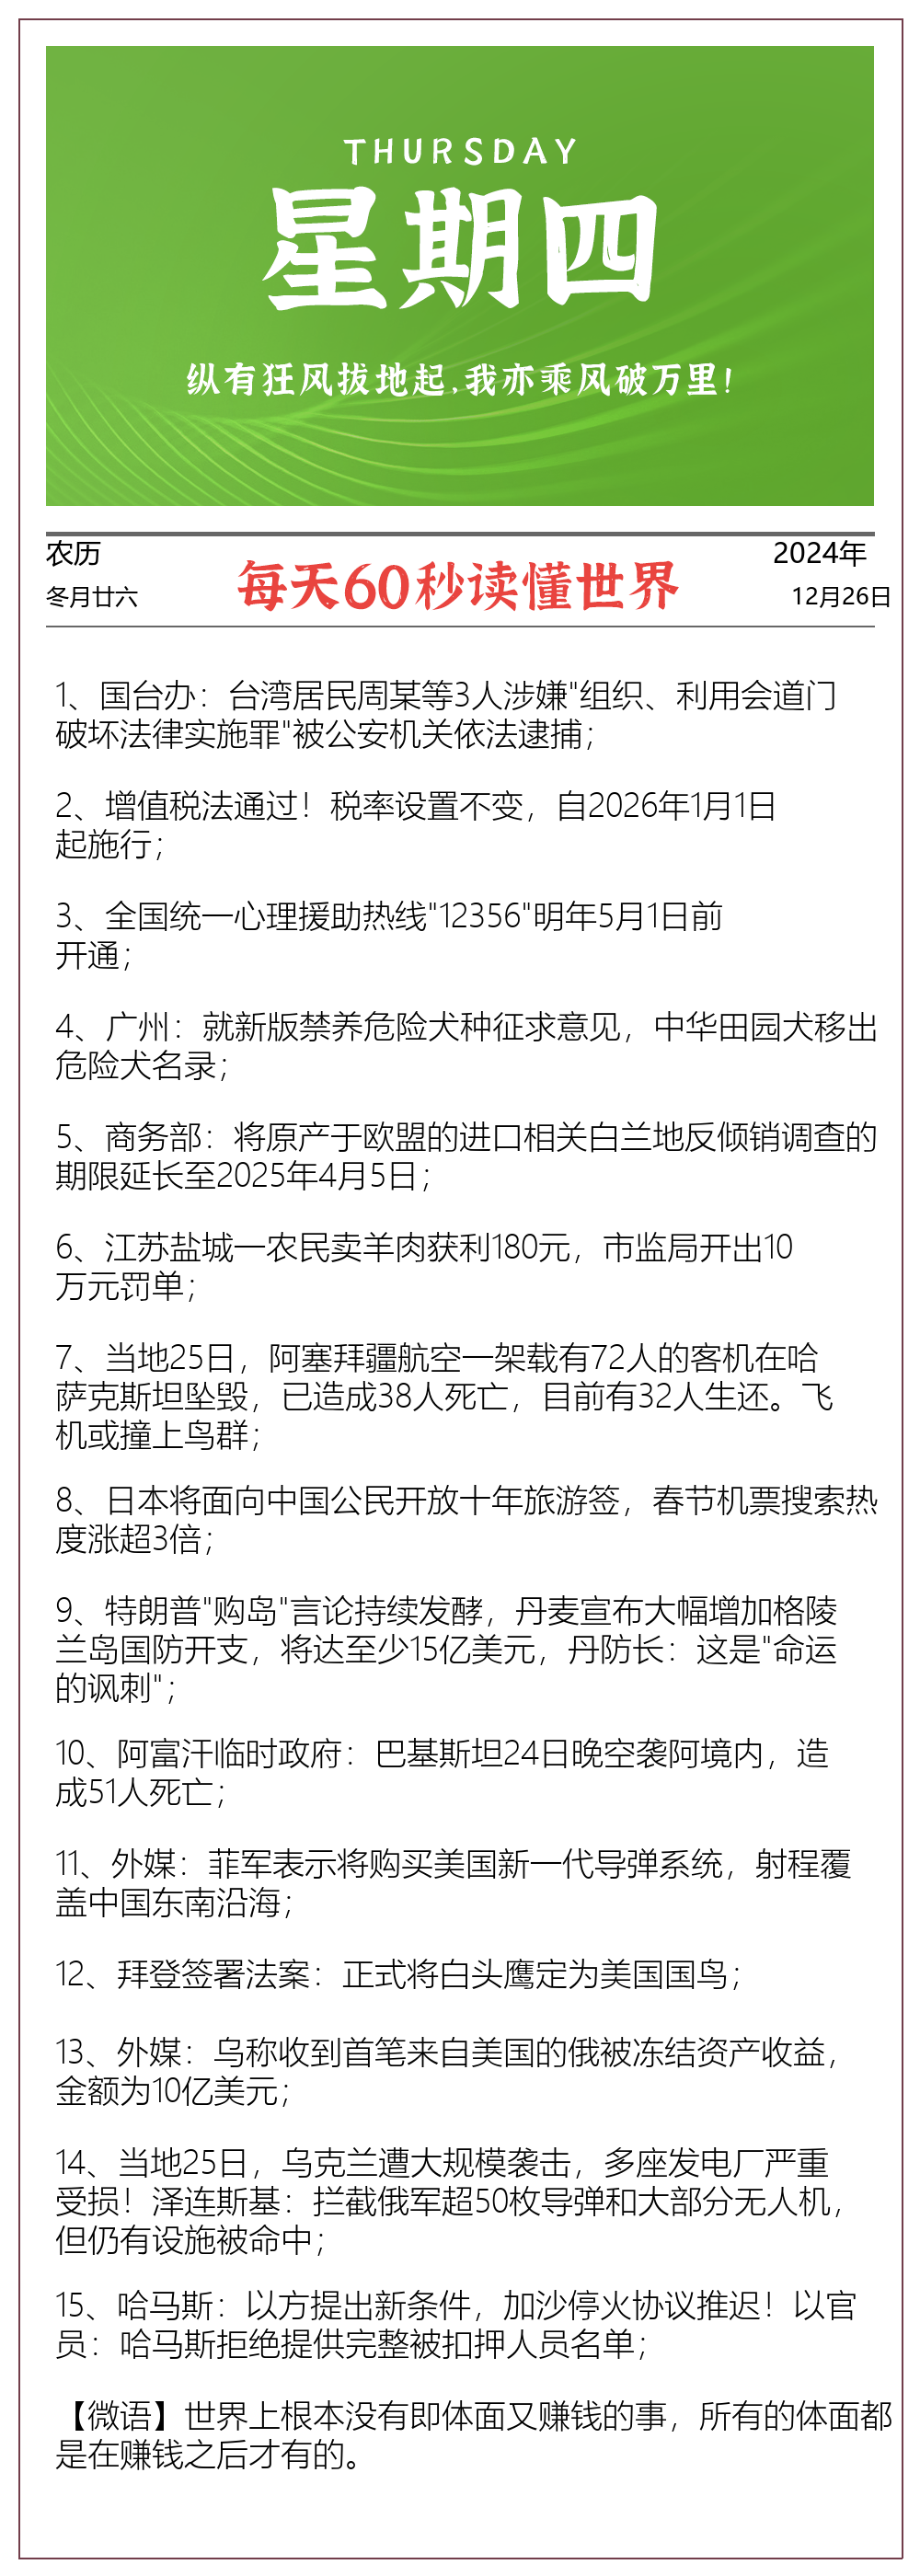 THURSDAY
星期四
纵有狂风拔地起,我亦乘风破万里!
农历
冬月廿六
每天60秒读懂世界
2024年
12月26日
1、国台办：台湾居民周某等3人涉嫌"组织、利用会道门
破坏法律实施罪"被公安机关依法逮捕；
2、增值税法通过！税率设置不变，自2026年1月1日
起施行；
3、全国统一心理援助热线"12356"明年5月1日前
开通；
4、广州：就新版禁养危险犬种征求意见，中华田园犬移出
危险犬名录；
5、商务部：将原产于欧盟的进口相关白兰地反倾销调查的
期限延长至2025年4月5日；
6、江苏盐城一农民卖羊肉获利180元，市监局开出10
万元罚单；
7、当地25日，阿塞拜疆航空一架载有72人的客机在哈
萨克斯坦坠毁，已造成38人死亡，目前有32人生还。飞
机或撞上鸟群；
8、日本将面向中国公民开放十年旅游签，春节机票搜索热
度涨超3倍；
9、特朗普"购岛"言论持续发酵，丹麦宣布大幅增加格陵
兰岛国防开支，将达至少15亿美元，丹防长：这是"命运
的讽刺"；
10、阿富汗临时政府：巴基斯坦24日晚空袭阿境内，造
成51人死亡；
11、外媒：菲军表示将购买美国新一代导弹系统，射程覆
盖中国东南沿海；
12、拜登签署法案：正式将白头鹰定为美国国鸟；
13、外媒：乌称收到首笔来自美国的俄被冻结资产收益，
金额为10亿美元；
14、当地25日，乌克兰遭大规模袭击，多座发电厂严重
受损！泽连斯基：拦截俄军超50枚导弹和大部分无人机，
但仍有设施被命中；
15、哈马斯：以方提出新条件，加沙停火协议推迟！以官
员：哈马斯拒绝提供完整被扣押人员名单；
【微语】世界上根本没有即体面又赚钱的事，所有的体面都
是在赚钱之后才有的。